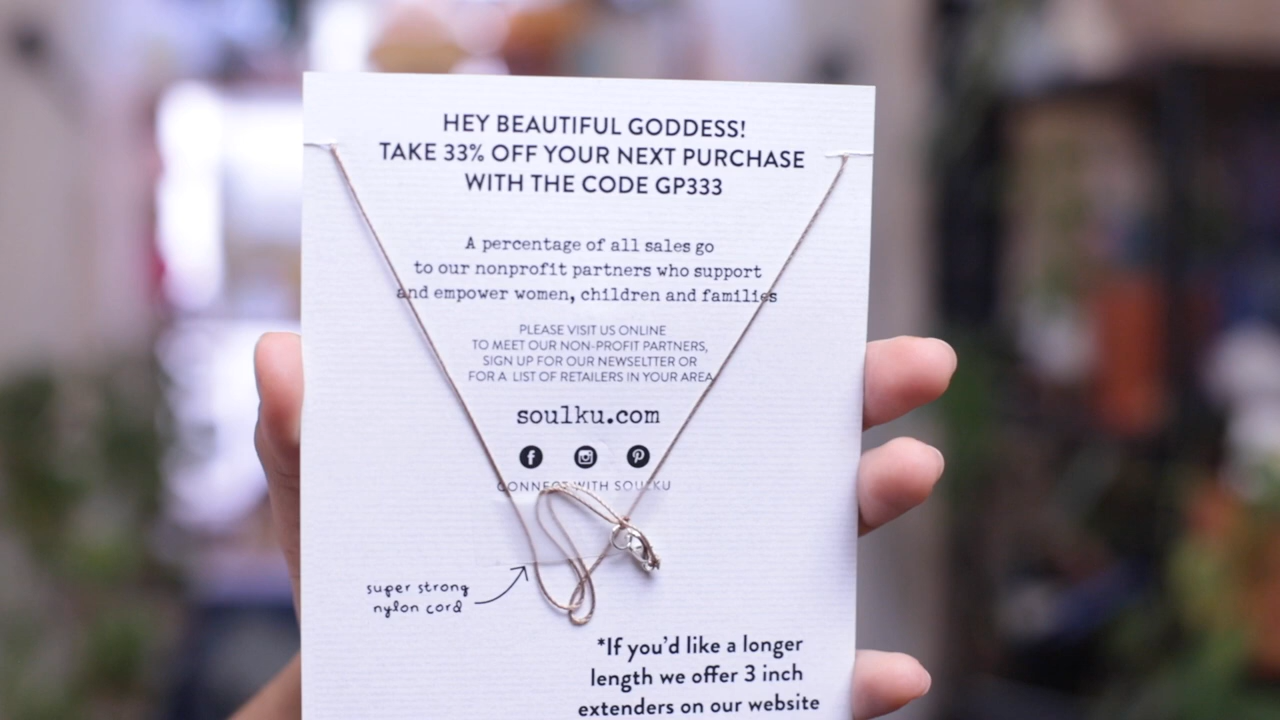 HEY BEAUTIFUL GODDESS!
TAKE 33% OFF YOUR NEXT PURCHASE
WITH THE CODE GP333
A percentage of all sales go
to our nonprofit partners who support
and empower women, children and families
PLEASE VISIT US ONLINE
TO MEET OUR NON-PROFIT PARTNERS,
SIGN UP FOR OUR NEWSELTTER OR
FOR A LIST OF RETAILERS IN YOUR AREA
soulku.com
CONNECT WITH SOULKU
super strong
nylon cord
*If you'd like a longer
length we offer 3 inch
extenders on our website